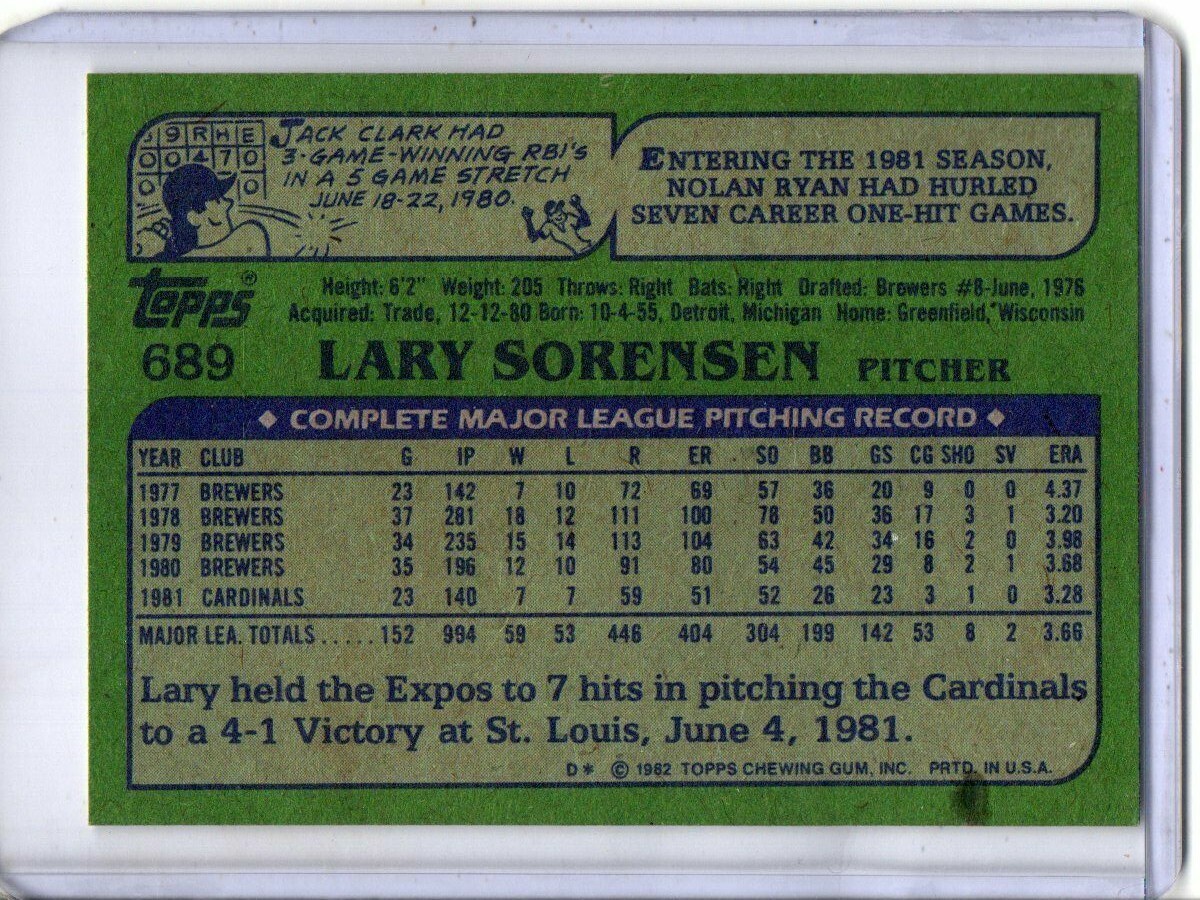 9 R H E
0 0 4 7 0
0 0
JACK CLARK HAD
3-GAME-WINNING RBI'S
IN A 5 GAME STRETCH
JUNE 18-22, 1980.
ENTERING THE 1981 SEASON,
NOLAN RYAN HAD HURLED
SEVEN CAREER ONE-HIT GAMES.
Topps®
Height: 6'2" Weight: 205 Throws: Right Bats: Right Drafted: Brewers #8-June, 1976
Acquired: Trade, 12-12-80 Born: 10-4-55, Detroit, Michigan Home: Greenfield, Wisconsin
689 LARY SORENSEN PITCHER
◆ COMPLETE MAJOR LEAGUE PITCHING RECORD ◆
YEAR CLUB G IP W L R ER SO BB GS CG SHO SV ERA
1977 BREWERS 23 142 7 10 72 69 57 36 20 9 0 0 4.37
1978 BREWERS 37 281 18 12 111 100 78 50 36 17 3 1 3.20
1979 BREWERS 34 235 15 14 113 104 63 42 34 16 2 0 3.98
1980 BREWERS 35 196 12 10 91 80 54 45 29 8 2 1 3.68
1981 CARDINALS 23 140 7 7 59 51 52 26 23 3 1 0 3.28
MAJOR LEA. TOTALS..... 152 994 59 53 446 404 304 199 142 53 8 2 3.66
Lary held the Expos to 7 hits in pitching the Cardinals
to a 4-1 Victory at St. Louis, June 4, 1981.
D* © 1982 TOPPS CHEWING GUM, INC. PRTD. IN U.S.A.